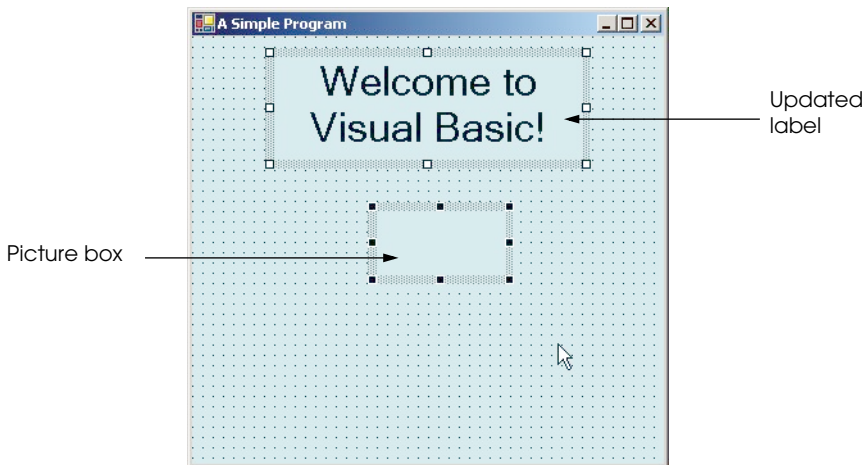 A Simple Program
Welcome to
Visual Basic!
Updated
label
Picture box